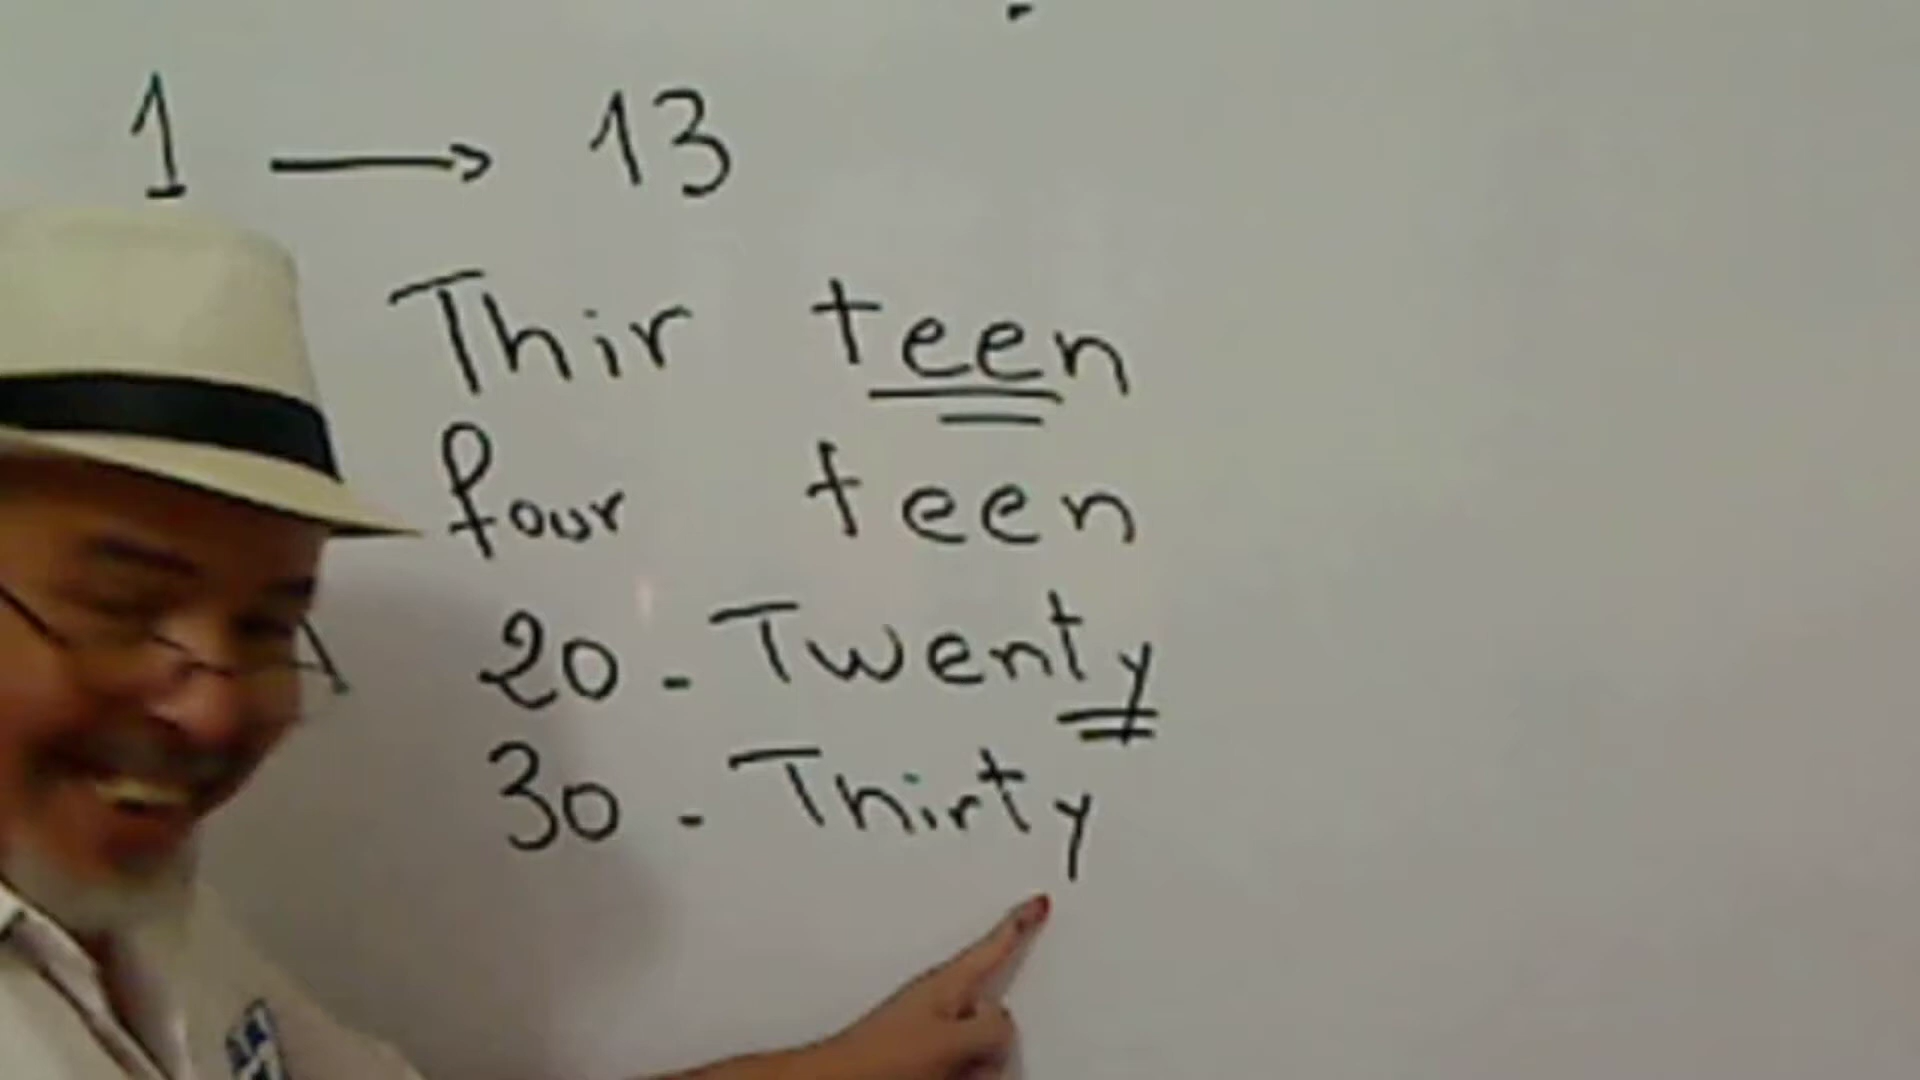 1 → 13
Thir teen
four teen
20 - Twenty
30 - Thirty